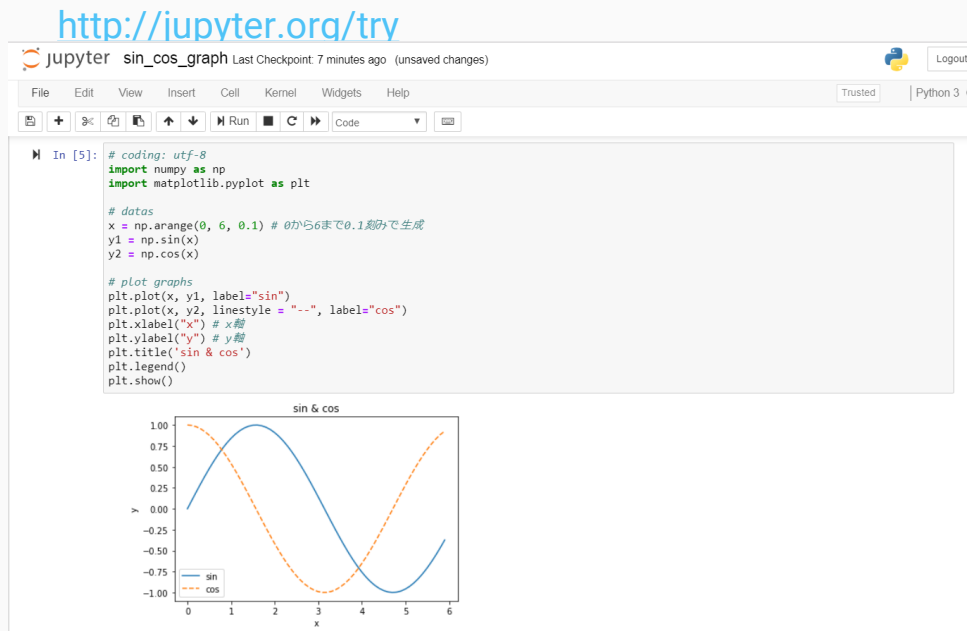 http://jupyter.org/try
jupyter sin_cos_graph Last Checkpoint: 7 minutes ago (unsaved changes)
Logout
File Edit View Insert Cell Kernel Widgets Help
Trusted
Python 3
Run
Code
In [5]:
# coding: utf-8
import numpy as np
import matplotlib.pyplot as plt
# datas
x = np.arange(0, 6, 0.1) # 0から6まで0.1刻みで生成
y1 = np.sin(x)
y2 = np.cos(x)
# plot graphs
plt.plot(x, y1, label="sin")
plt.plot(x, y2, linestyle = "--", label="cos")
plt.xlabel("x") # x軸
plt.ylabel("y") # y軸
plt.title('sin & cos')
plt.legend()
plt.show()
sin & cos
1.00
0.75
0.50
0.25
0.00
−0.25
−0.50
−0.75
−1.00
y
sin
cos
0 1 2 3 4 5 6
x